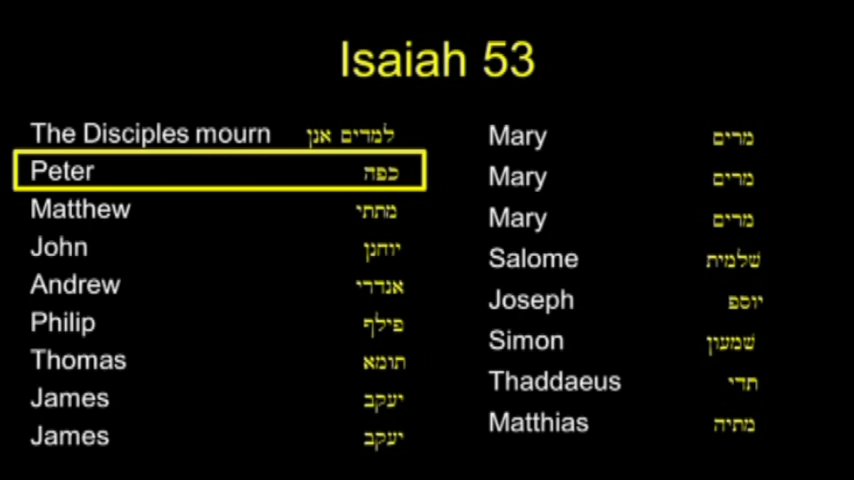 Isaiah 53
The Disciples mourn למדים אנן
Peter כפה
Matthew מתתי
John יוחנן
Andrew אנדרי
Philip פילף
Thomas תומא
James יעקב
James יעקב
Mary מרים
Mary מרים
Mary מרים
Salome שלמית
Joseph יוספ
Simon שמעון
Thaddaeus תדי
Matthias מתיה